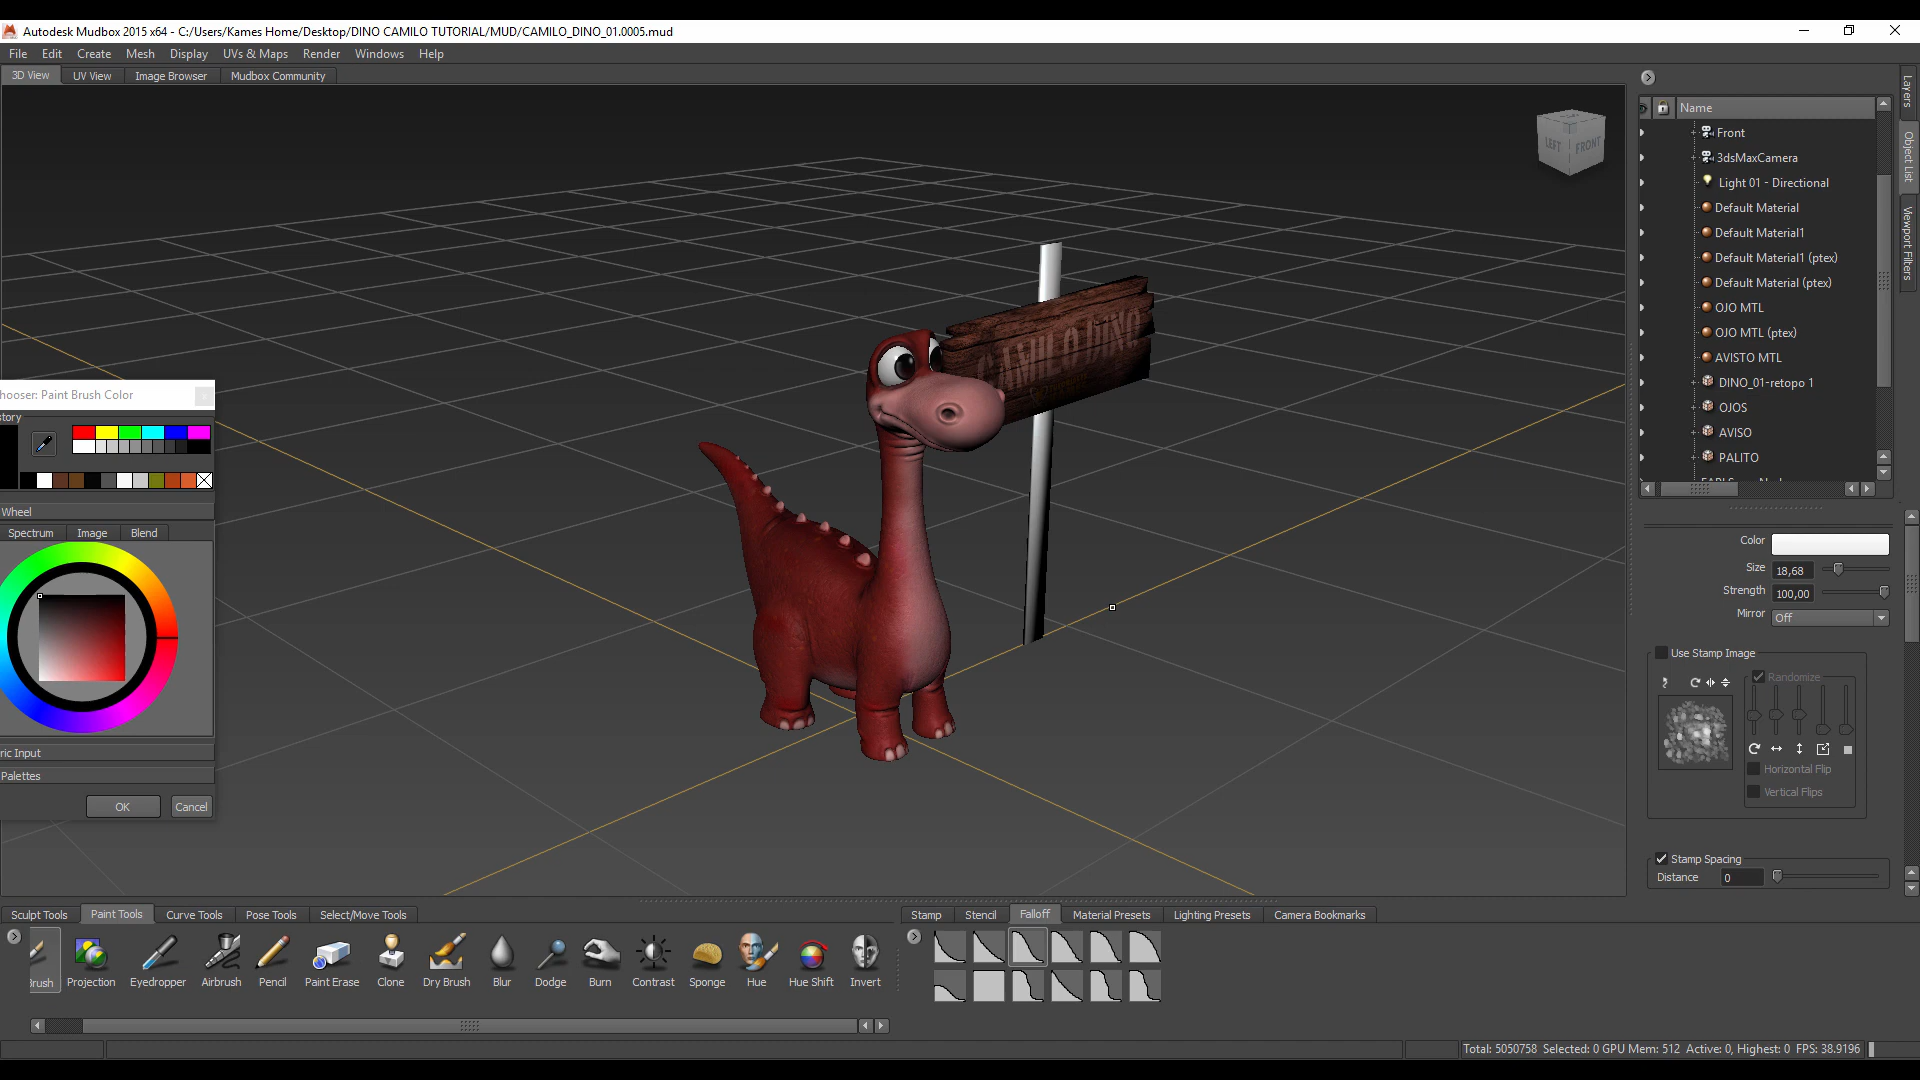 Autodesk Mudbox 2015 x64 - C:/Users/Kames Home/Desktop/DINO CAMILO TUTORIAL/MUD/CAMILO_DINO_01.0005.mud
File Edit Create Mesh Display UVs & Maps Render Windows Help
3D View UV View Image Browser Mudbox Community
LEFT FRONT
CAMILO DINO
hooser: Paint Brush Color
story
Wheel
Spectrum Image Blend
ric Input
Palettes
OK Cancel
Name
Front
3dsMaxCamera
Light 01 - Directional
Default Material
Default Material1
Default Material1 (ptex)
Default Material (ptex)
OJO MTL
OJO MTL (ptex)
AVISTO MTL
DINO_01-retopo 1
OJOS
AVISO
PALITO
Layers
Object List
Viewport Filters
Color
Size 18,68
Strength 100,00
Mirror Off
Use Stamp Image
Randomize
Horizontal Flip
Vertical Flips
Stamp Spacing
Distance 0
Sculpt Tools Paint Tools Curve Tools Pose Tools Select/Move Tools
Brush Projection Eyedropper Airbrush Pencil Paint Erase Clone Dry Brush Blur Dodge Burn Contrast Sponge Hue Hue Shift Invert
Stamp Stencil Falloff Material Presets Lighting Presets Camera Bookmarks
Total: 5050758 Selected: 0 GPU Mem: 512 Active: 0, Highest: 0 FPS: 38.9196